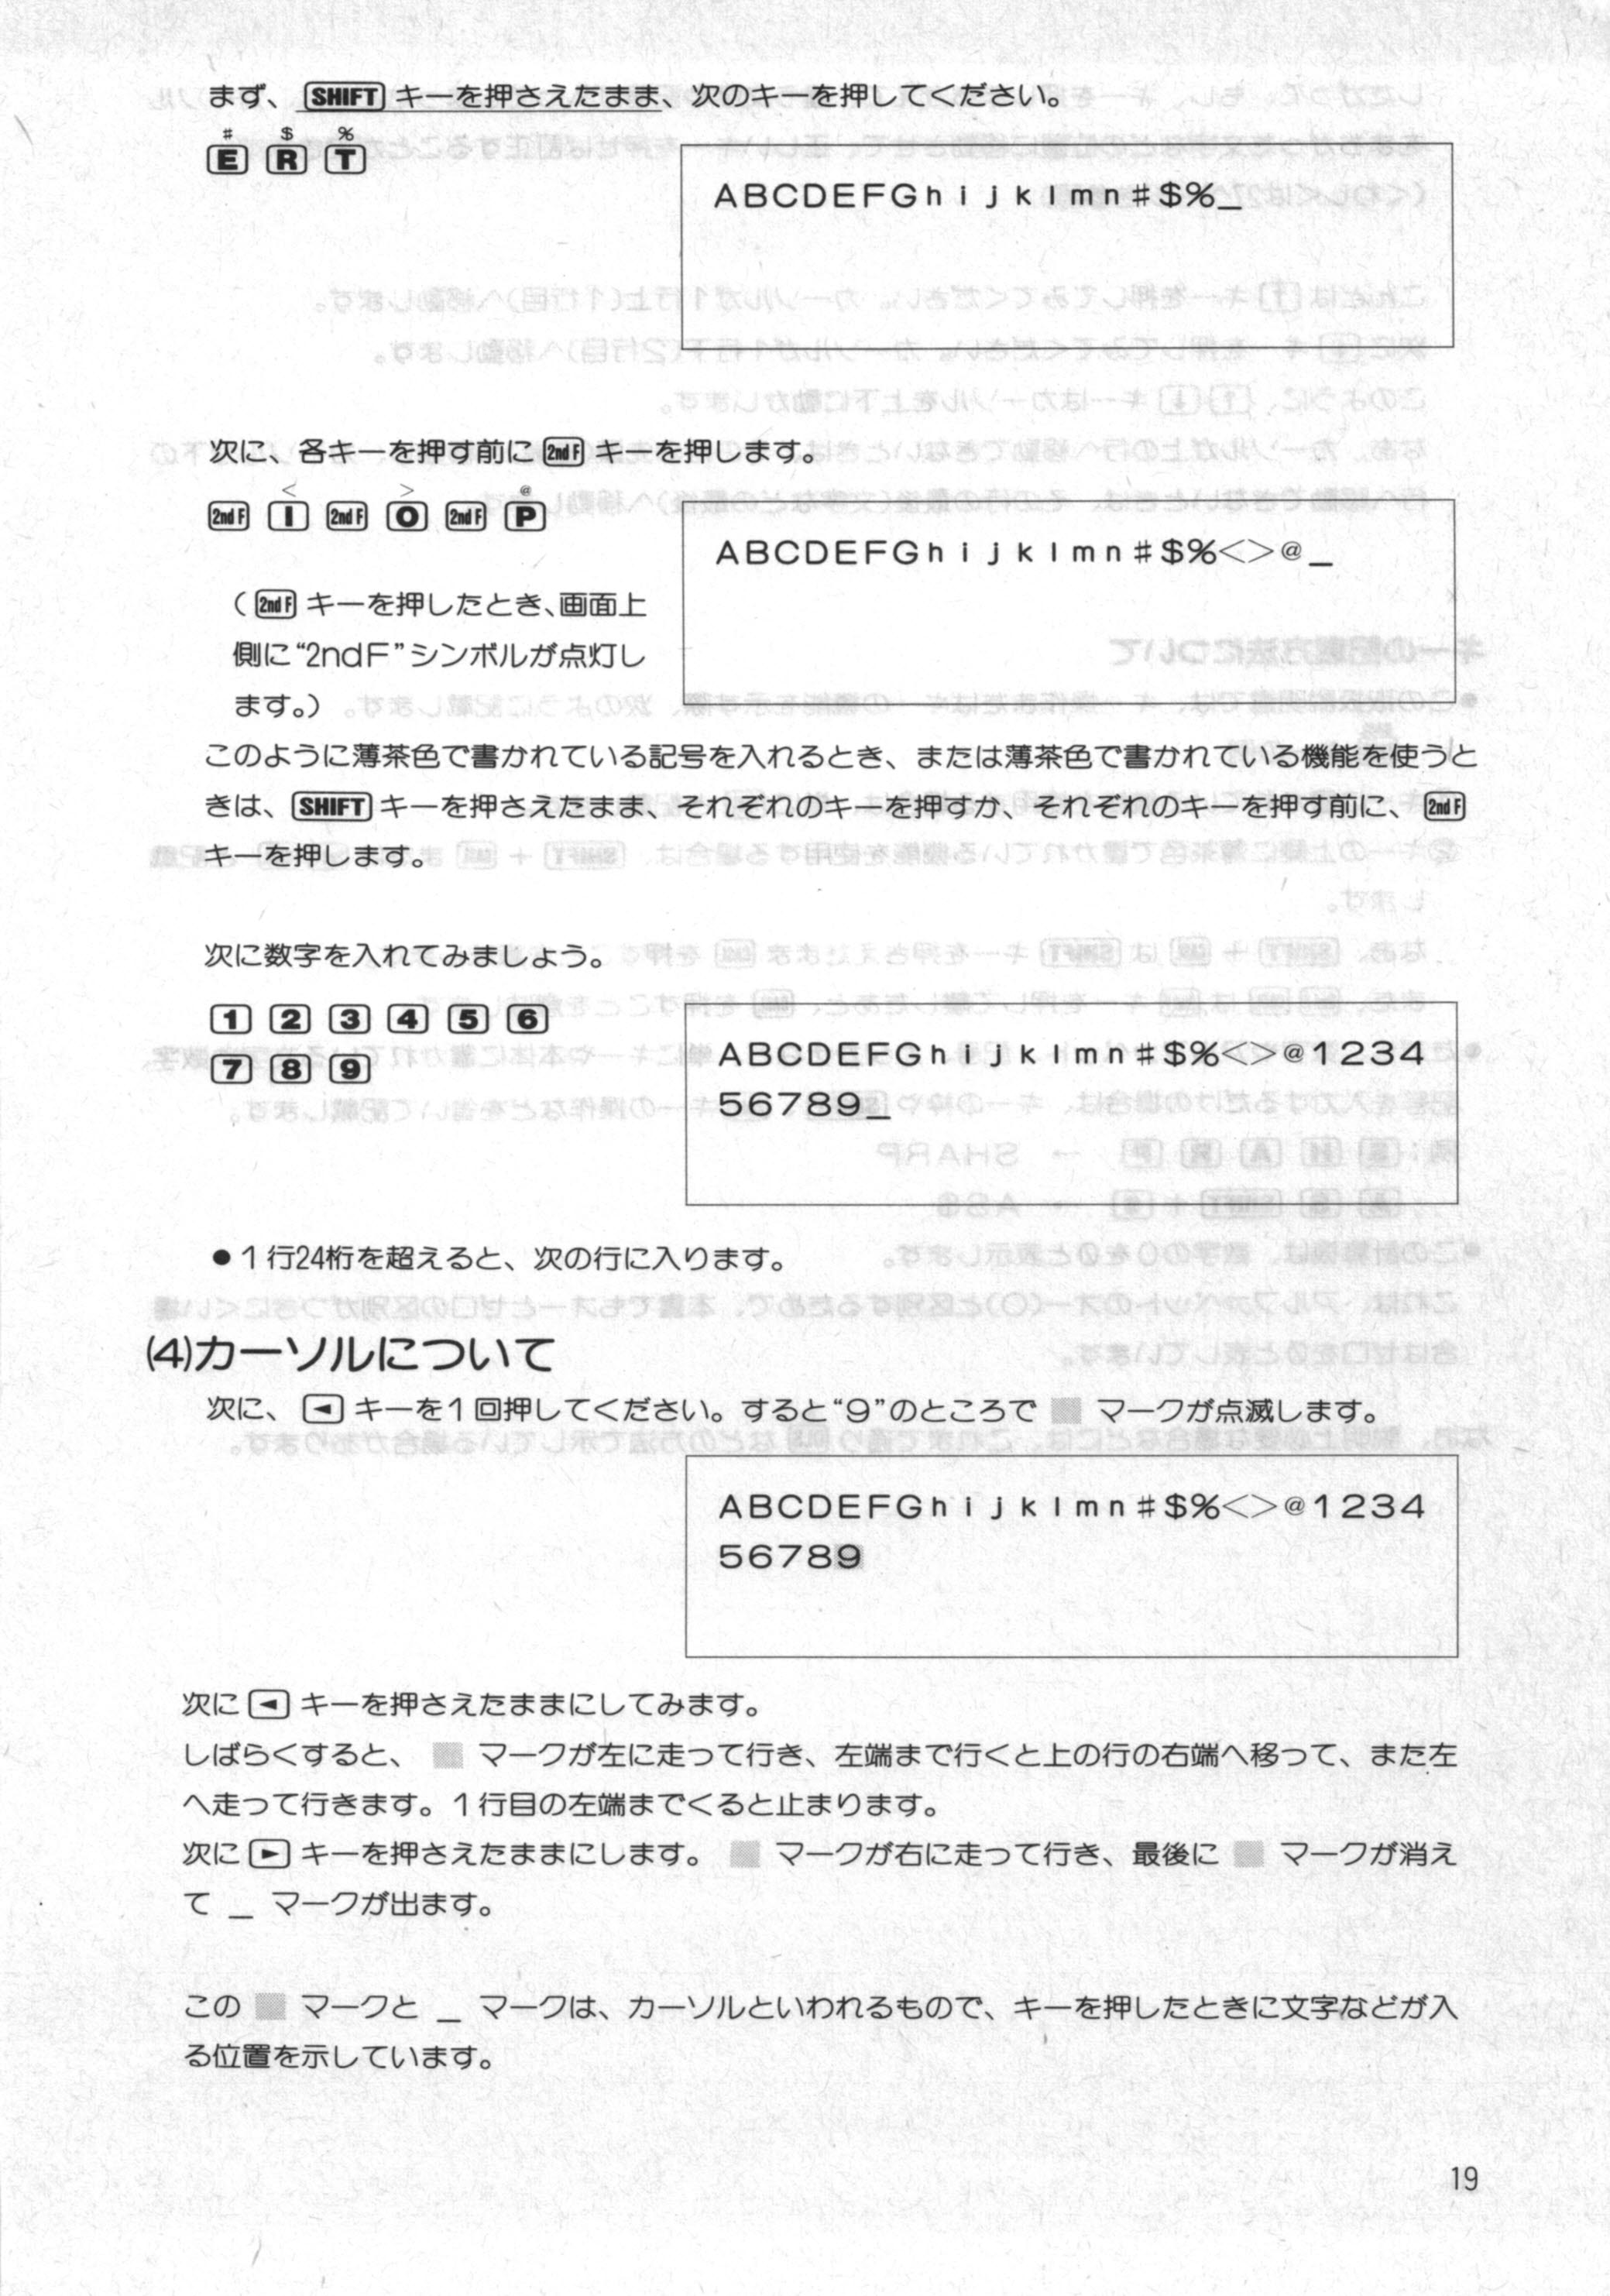 まず、 SHIFT キーを押さえたまま、次のキーを押してください。
# $ %
E R T
ABCDEFGhijklmn#$%_
次に、各キーを押す前に 2ndF キーを押します。
< > @
2ndF I 2ndF O 2ndF P
ABCDEFGhijklmn#$%<>@_
( 2ndF キーを押したとき、画面上
側に“2ndF”シンボルが点灯し
ます。)
このように薄茶色で書かれている記号を入れるとき、または薄茶色で書かれている機能を使うと
きは、 SHIFT キーを押さえたまま、それぞれのキーを押すか、それぞれのキーを押す前に、 2ndF
キーを押します。
次に数字を入れてみましょう。
1 2 3 4 5 6
7 8 9
ABCDEFGhijklmn#$%<>@1234
56789_
●1行24桁を超えると、次の行に入ります。
(4)カーソルについて
次に、 ◄ キーを1回押してください。すると“9”のところで ▒ マークが点滅します。
ABCDEFGhijklmn#$%<>@1234
56789
次に ◄ キーを押さえたままにしてみます。
しばらくすると、 ▒ マークが左に走って行き、左端まで行くと上の行の右端へ移って、また左
へ走って行きます。1行目の左端までくると止まります。
次に ► キーを押さえたままにします。 ▒ マークが右に走って行き、最後に ▒ マークが消え
て _ マークが出ます。
この ▒ マークと _ マークは、カーソルといわれるもので、キーを押したときに文字などが入
る位置を示しています。
19